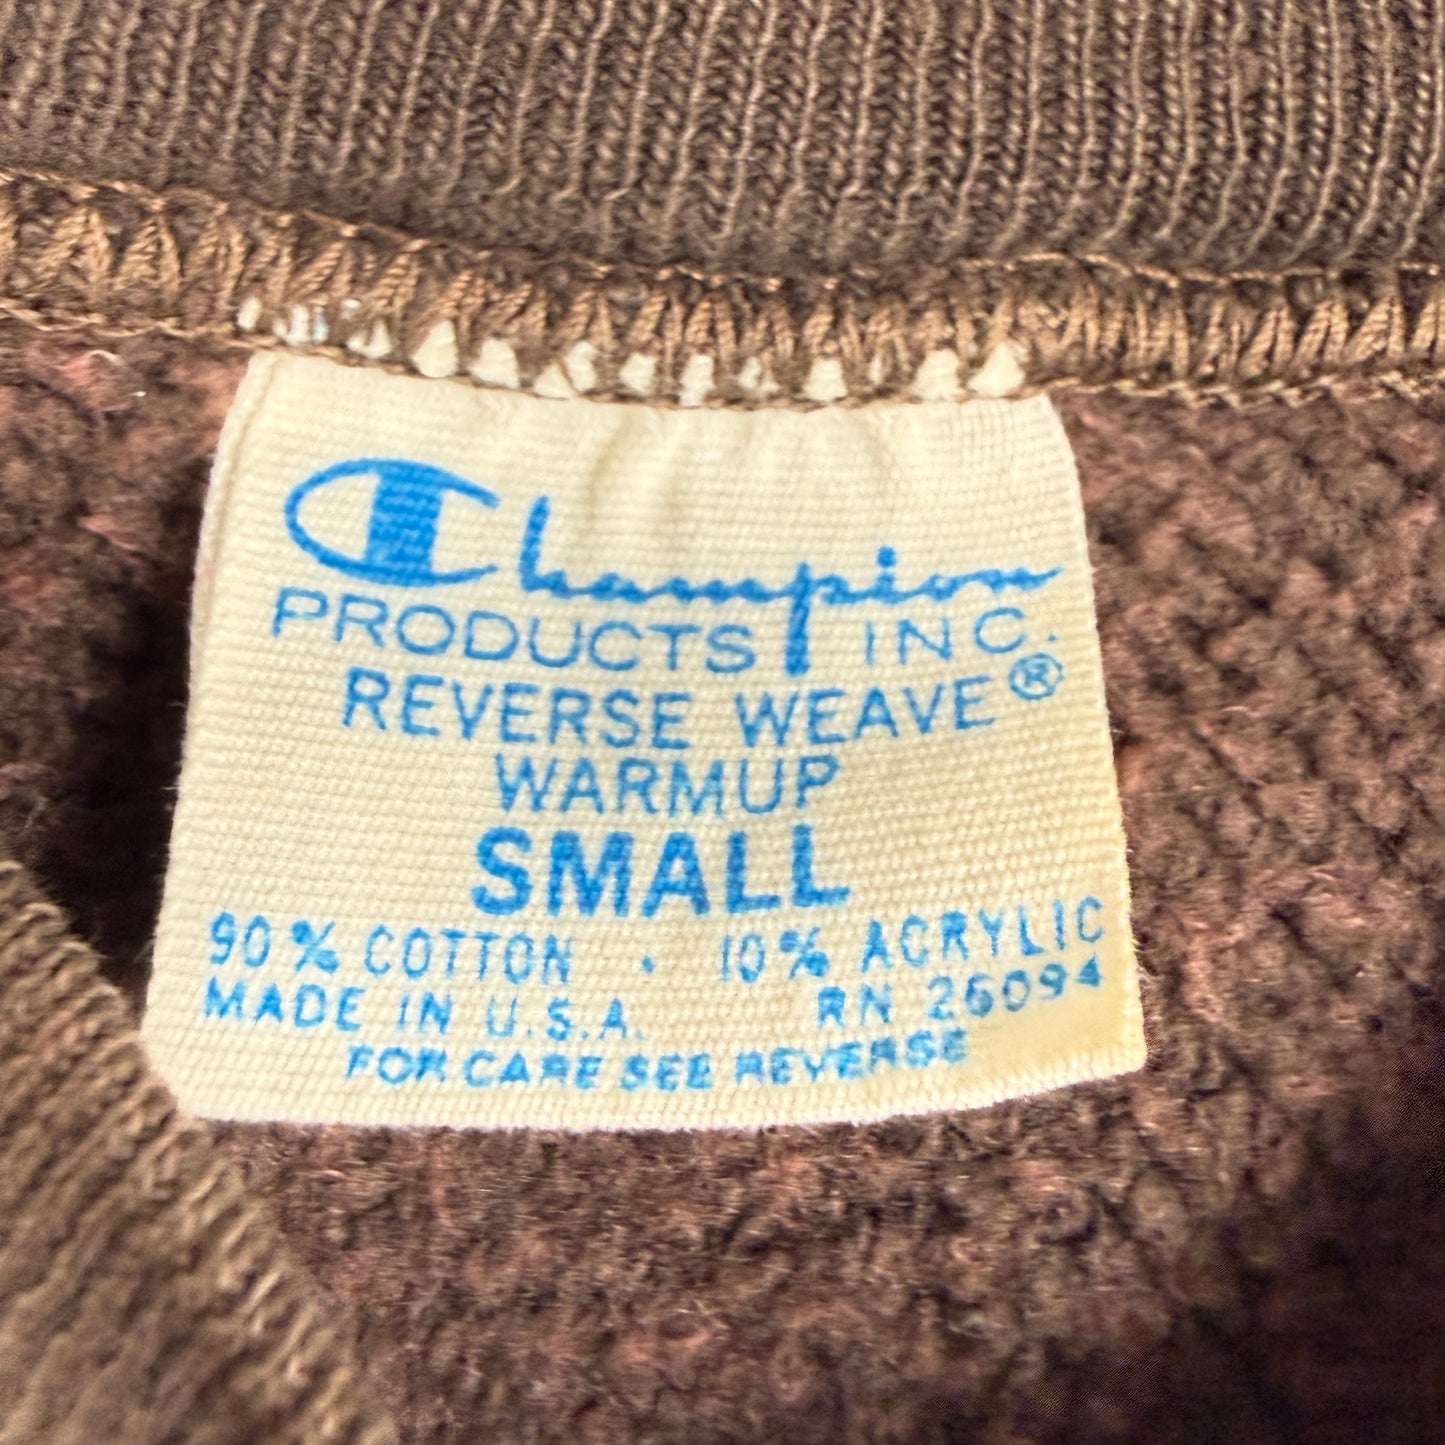 Champion
PRODUCTS INC.
REVERSE WEAVE®
WARMUP
SMALL
90% COTTON · 10% ACRYLIC
MADE IN U.S.A. RN 26094
FOR CARE SEE REVERSE